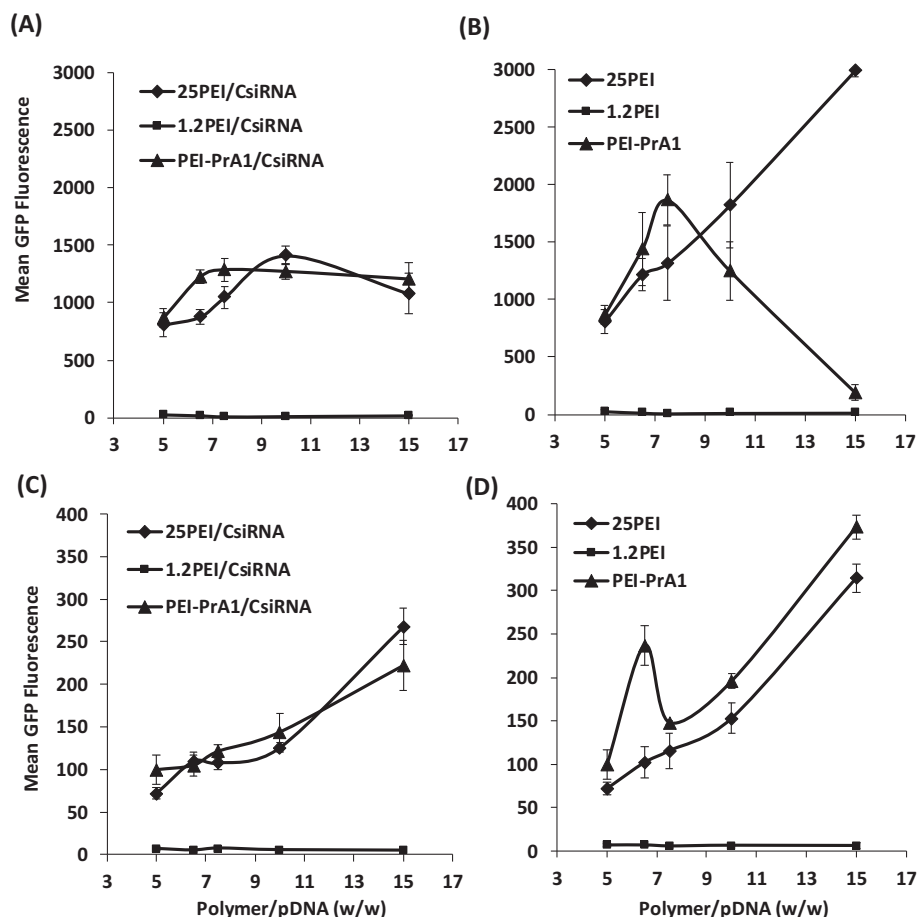 (A)
3000
2500
2000
1500
1000
500
0
Mean GFP Fluorescence
25PEI/CsiRNA
1.2PEI/CsiRNA
PEI-PrA1/CsiRNA
3 5 7 9 11 13 15 17
(B)
3000
2500
2000
1500
1000
500
0
25PEI
1.2PEI
PEI-PrA1
3 5 7 9 11 13 15 17
(C)
400
350
300
250
200
150
100
50
0
Mean GFP Fluorescence
25PEI/CsiRNA
1.2PEI/CsiRNA
PEI-PrA1/CsiRNA
3 5 7 9 11 13 15 17
Polymer/pDNA (w/w)
(D)
400
350
300
250
200
150
100
50
0
25PEI
1.2PEI
PEI-PrA1
3 5 7 9 11 13 15 17
Polymer/pDNA (w/w)